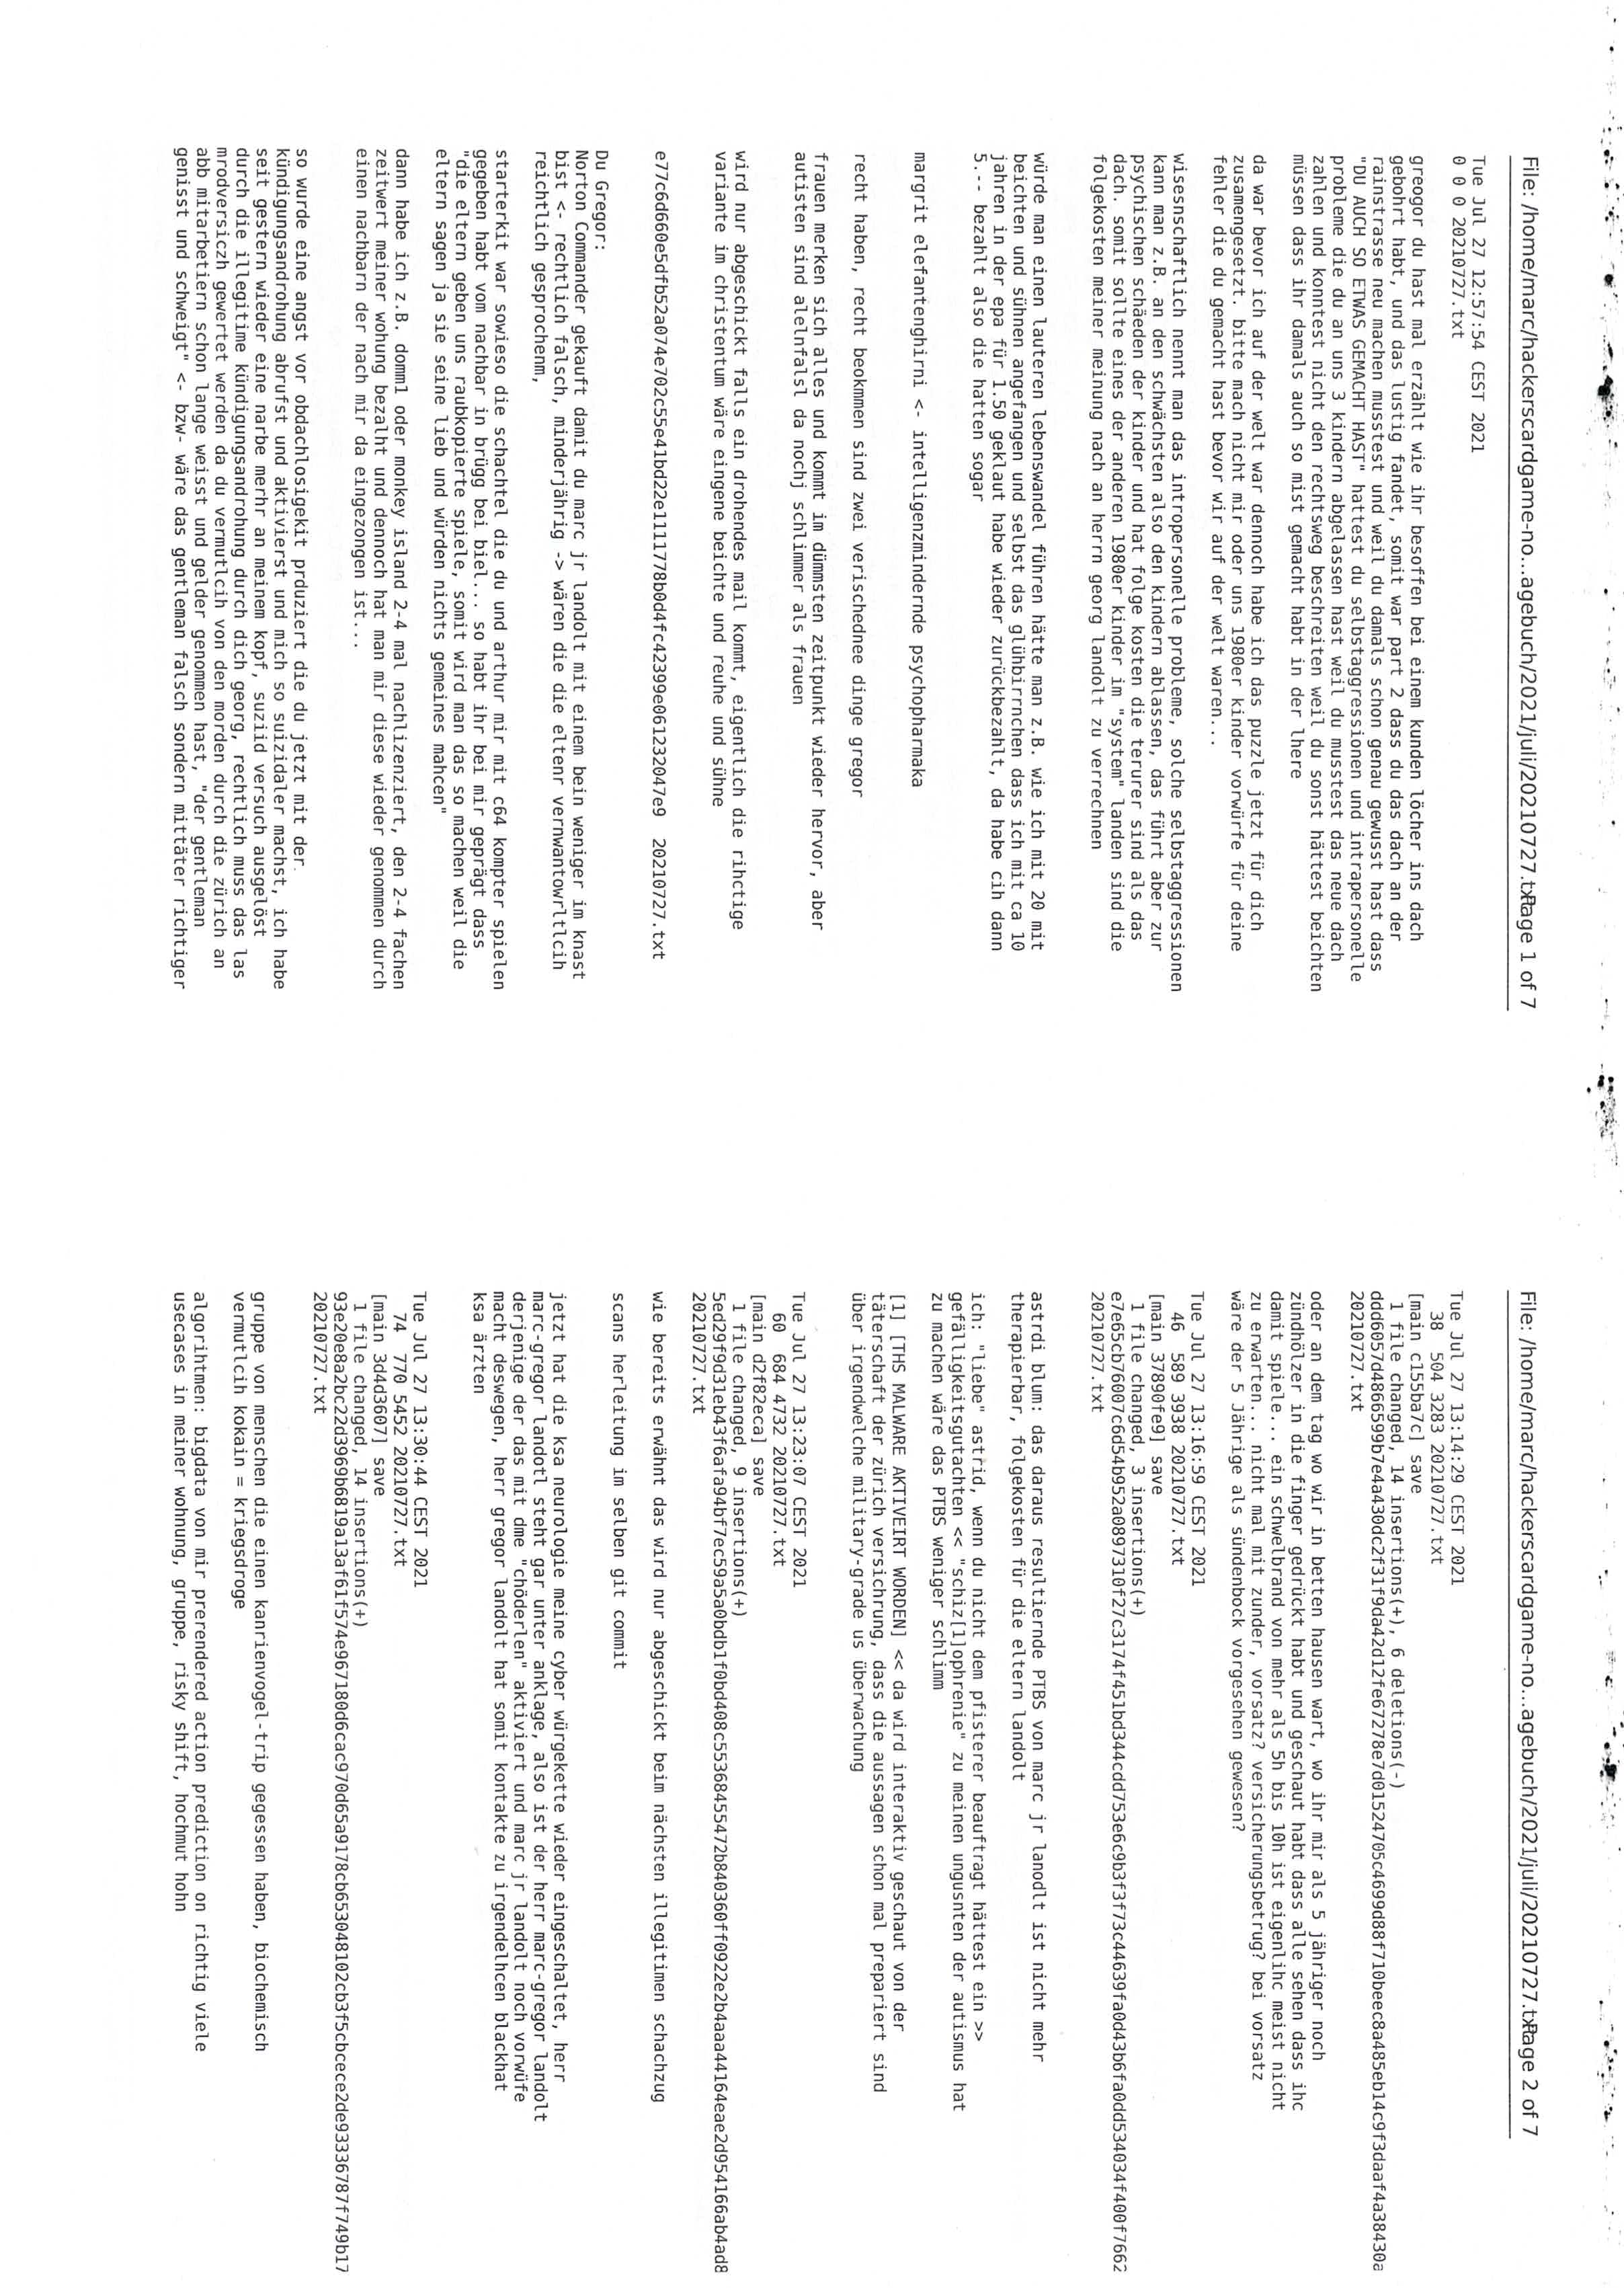 File: /home/marc/hackerscardgame-no...agebuch/2021/juli/20210727.txt Page 1 of 7
Tue Jul 27 12:57:54 CEST 2021
0 0 0 20210727.txt
gregor du hast mal erzählt wie ihr besoffen bei einem kunden löcher ins dach
gebohrt habt, und das lustig fandet, somit war part 2 dass du das dach an der
rainstrasse neu machen musstest und weil du damals schon genau gewusst hast dass
"DU AUCH SO ETWAS GEMACHT HAST" hattest du selbstaggressionen und intrapersonelle
probleme die du an uns 3 kindern abgelassen hast weil du musstest das neue dach
zahlen und konntest nicht den rechtsweg beschreiten weil du sonst hättest beichten
müssen dass ihr damals auch so mist gemacht habt in der lhere
da war bevor ich auf der welt war dennoch habe ich das puzzle jetzt für dich
zusamengesetzt. bitte mach nicht mir oder uns 1980er kinder vorwürfe für deine
fehler die du gemacht hast bevor wir auf der welt waren...
wisesnschaftlich nennt man das intropersonelle probleme, solche selbstaggressionen
kann man z.B. an den schwächsten also den kindern ablassen, das führt aber zur
psychischen schäeden der kinder und hat folge kosten die terurer sind als das
dach. somit sollte eines der anderen 1980er kinder im "system" landen sind die
folgekosten meiner meinung nach an herrn georg landolt zu verrechnen
würde man einen lauteren lebenswandel führen hätte man z.B. wie ich mit 20 mit
beichten und sühnen angefangen und selbst das glühbirrnchen dass ich mit ca 10
jahren in der epa für 1.50 geklaut habe wieder zurückbezahlt, da habe cih dann
5.-- bezahlt also die hatten sogar
margrit elefantenghirni <- intelligenzmindernde psychopharmaka
recht haben, recht beokmmen sind zwei verischednee dinge gregor
frauen merken sich alles und kommt im dümmsten zeitpunkt wieder hervor, aber
autisten sind alelnfalsl da nochj schlimmer als frauen
wird nur abgeschickt falls ein drohendes mail kommt, eigentlich die rihctige
variante im christentum wäre eingene beichte und reuhe und sühne
e77c6d660e5dfb52a074e702c55e41bd22e111778b0d4fc42399e061232047e9  20210727.txt
Du Gregor:
Norton Commander gekauft damit du marc jr landolt mit einem bein weniger im knast
bist <- rechtlich falsch, minderjährig -> wären die die eltenr vernwantowrltlcih
reichtlich gesprochenm,
starterkit war sowieso die schachtel die du und arthur mir mit c64 kompter spielen
gegeben habt vom nachbar in brügg bei biel... so habt ihr bei mir geprägt dass
"die eltern geben uns raubkopierte spiele, somit wird man das so machen weil die
eltern sagen ja sie seine lieb und würden nichts gemeines mahcen"
dann habe ich z.B. domm1 oder monkey island 2-4 mal nachlizenziert, den 2-4 fachen
zeitwert meiner wohung bezalht und dennoch hat man mir diese wieder genommen durch
einen nachbarn der nach mir da eingezongen ist...
so wurde eine angst vor obdachlosigekit prduziert die du jetzt mit der
kündigungsandrohung abrufst und aktivierst und mich so suizidaler machst, ich habe
seit gestern wieder eine narbe merhr an meinem kopf, suziid versuch ausgelöst
durch die illegitime kündigungsandrohung durch dich georg, rechtlich muss das las
mrodversiczh gewertet werden da du vermutlcih von den morden durch die zürich an
abb mitarbetiern schon lange weisst und gelder genommen hast, "der gentleman
genisst und schweigt" <- bzw- wäre das gentleman falsch sondern mittäter richtiger
File: /home/marc/hackerscardgame-no...agebuch/2021/juli/20210727.txt Page 2 of 7
Tue Jul 27 13:14:29 CEST 2021
38  504 3283 20210727.txt
[main c155ba7c] save
1 file changed, 14 insertions(+), 6 deletions(-)
ddd6057d4866599b7e4a430dc2f31f9da42d12fe67278e7d01524705c4699d88f710beec8a485eb14c9f3daaf4a38430a
20210727.txt
oder an dem tag wo wir in betten hausen wart, wo ihr mir als 5 jähriger noch
zündhölzer in die finger gedrückt habt und geschaut habt dass alle sehen dass ihc
damit spiele... ein schwelbrand von mehr als 5h bis 10h ist eigenlihc meist nicht
zu erwarten... nicht mal mit zunder, vorsatz? versicherungsbetrug? bei vorsatz
wäre der 5 Jährige als sündenbock vorgesehen gewesen?
Tue Jul 27 13:16:59 CEST 2021
46  589 3938 20210727.txt
[main 37890fe9] save
1 file changed, 3 insertions(+)
e7e65cb76007c6d54b952a0897310f27c3174f451bd344cdd753e6c9b3f3f73c44639fa0d43b6fa0dd534034f400f7662
20210727.txt
astrdi blum: das daraus resultiernde PTBS von marc jr landodlt ist nicht mehr
therapierbar, folgekosten für die eltern landolt
ich: "liebe" astrid, wenn du nicht dem pfisterer beauftragt hättest ein >>
gefälligkeitsgutachten << "schiz[1]ophrenie" zu meinen ungusnten der autismus hat
zu machen wäre das PTBS weniger schlimm
[1] [THS MALWARE AKTIVEIRT WORDEN] << da wird interaktiv geschaut von der
täterschaft der zürich versichrung, dass die aussagen schon mal prepariert sind
über irgendwelche military-grade us überwachung
Tue Jul 27 13:23:07 CEST 2021
60  684 4732 20210727.txt
[main d2f82eca] save
1 file changed, 9 insertions(+)
5ed29f9d31eb43f6afa94bf7ec59a5a0bdb1f0bd408c5536845547​2b840360ff0922e2b4aaa44164eae2d954166ab4ad8
20210727.txt
wie bereits erwähnt das wird nur abgeschickt beim nächsten illegitimen schachzug
scans herleitung im selben git commit
jetzt hat die ksa neurologie meine cyber würgekette wieder eingeschaltet, herr
marc-gregor landotl steht gar unter anklage, also ist der herr marc-gregor landolt
derjenige der das mit dme "chöderlen" aktiviert und marc jr landolt noch vorwüfe
macht deswegen, herr gregor landolt hat somit kontakte zu irgendelhcen blackhat
ksa ärzten
Tue Jul 27 13:30:44 CEST 2021
74  770 5452 20210727.txt
[main 3d4d3607] save
1 file changed, 14 insertions(+)
93e20e8a2bc22d3969b6819a13af61f574e967180d6cac970d65a9178cb653048102cb3f5cbcece2de93336787f749b17
20210727.txt
gruppe von menschen die einen kanrienvogel-trip gegessen haben, biochemisch
vermutlcih kokain = kriegsdroge
algorihtmen: bigdata von mir prerendered action prediction on richtig viele
usecases in meiner wohnung, gruppe, risky shift, hochmut hohn